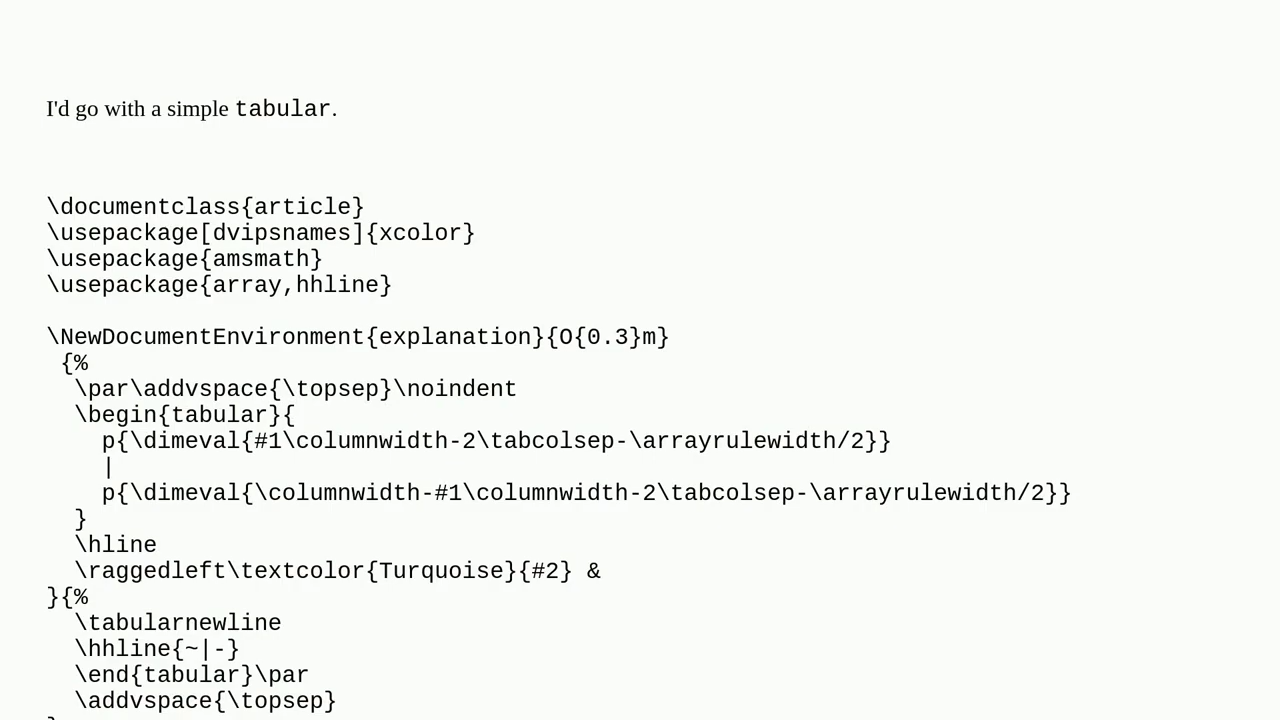 I'd go with a simple tabular.
\documentclass{article}
\usepackage[dvipsnames]{xcolor}
\usepackage{amsmath}
\usepackage{array,hhline}
\NewDocumentEnvironment{explanation}{O{0.3}m}
 {%
  \par\addvspace{\topsep}\noindent
  \begin{tabular}{
    p{\dimeval{#1\columnwidth-2\tabcolsep-\arrayrulewidth/2}}
    |
    p{\dimeval{\columnwidth-#1\columnwidth-2\tabcolsep-\arrayrulewidth/2}}
  }
  \hline
  \raggedleft\textcolor{Turquoise}{#2} &
}{%
  \tabularnewline
  \hhline{~|-}
  \end{tabular}\par
  \addvspace{\topsep}